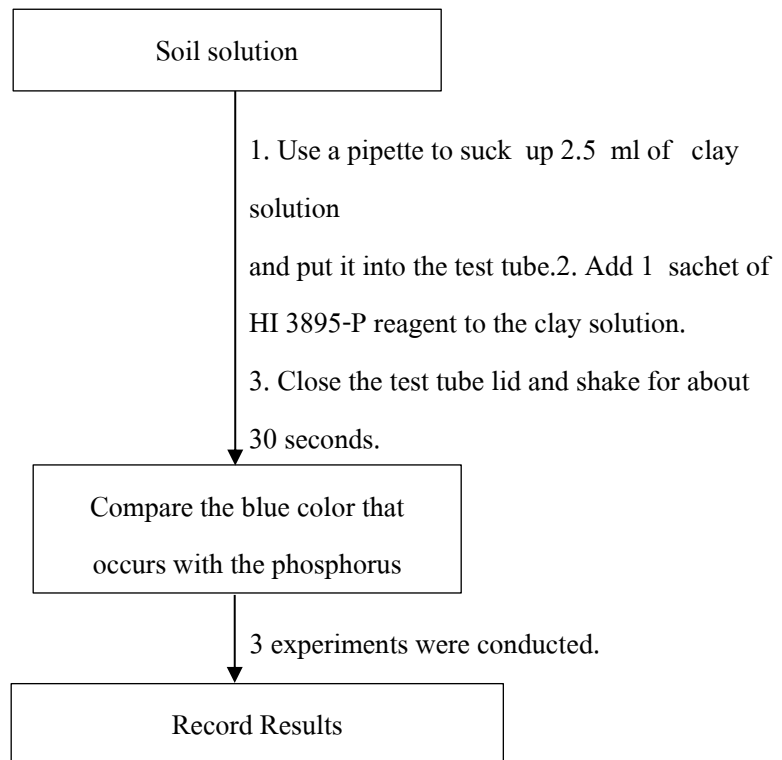 Soil solution
1. Use a pipette to suck up 2.5 ml of clay
solution
and put it into the test tube.2. Add 1 sachet of
HI 3895-P reagent to the clay solution.
3. Close the test tube lid and shake for about
30 seconds.
Compare the blue color that
occurs with the phosphorus
3 experiments were conducted.
Record Results